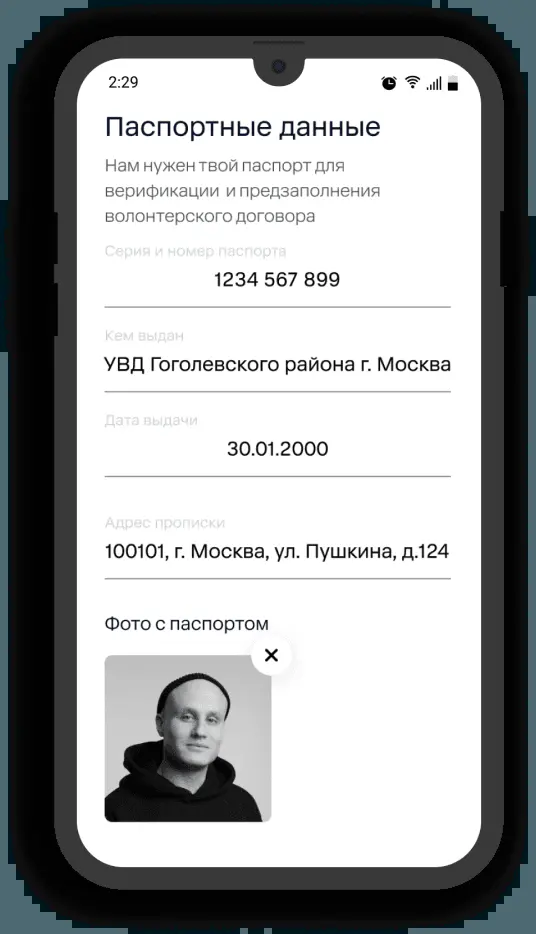 2:29
Паспортные данные
Нам нужен твой паспорт для
верификации и предзаполнения
волонтерского договора
Серия и номер паспорта
1234 567 899
Кем выдан
УВД Гоголевского района г. Москва
Дата выдачи
30.01.2000
Адрес прописки
100101, г. Москва, ул. Пушкина, д.124
Фото с паспортом